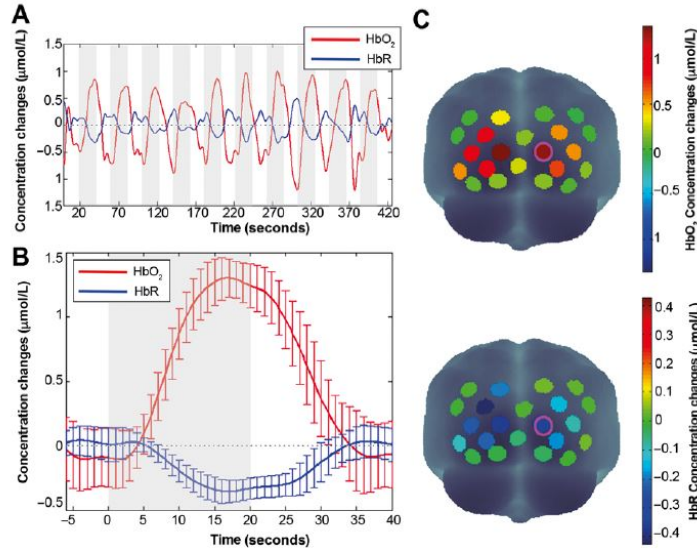 A
HbO2
HbR
Concentration changes (μmol/L)
1.5
1
0.5
0
-0.5
1
1.5
20 70 120 170 220 270 320 370 420
Time (seconds)
B
HbO2
HbR
Concentration changes (μmol/L)
1.5
1
0.5
0
-0.5
-5 0 5 10 15 20 25 30 35 40
Time (seconds)
C
1
0.5
0
-0.5
1
HbO2 Concentration changes (μmol/L)
0.4
0.3
0.2
0.1
0
-0.1
-0.2
-0.3
-0.4
HbR Concentration changes (μmol/L)